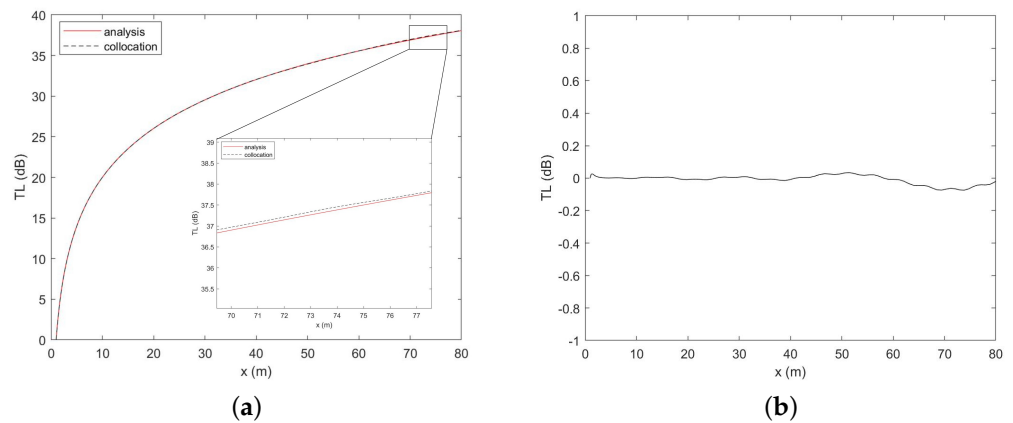 40
35
30
25
20
15
10
5
0
TL (dB)
analysis
collocation
39
38.5
38
37.5
37
36.5
36
35.5
TL (dB)
analysis
collocation
70 71 72 73 74 75 76 77
x (m)
0 10 20 30 40 50 60 70 80
x (m)
(a)
1
0.8
0.6
0.4
0.2
0
-0.2
-0.4
-0.6
-0.8
-1
TL (dB)
0 10 20 30 40 50 60 70 80
x (m)
(b)